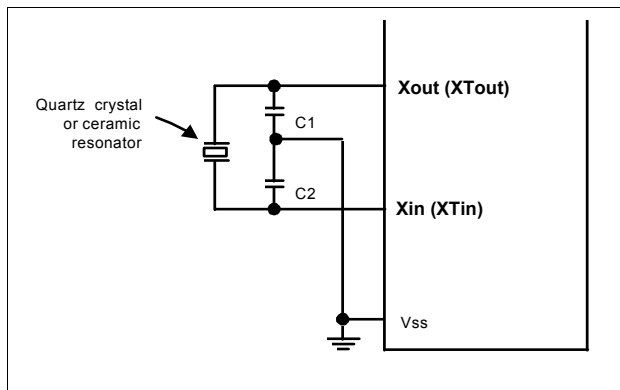 Xout (XTout)
Quartz crystal
or ceramic
resonator
C1
C2
Xin (XTin)
Vss